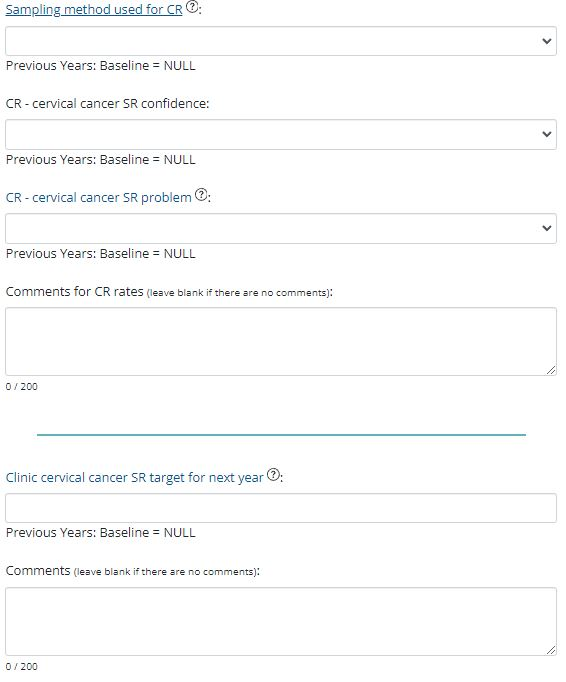 Sampling method used for CR ?:
Previous Years: Baseline = NULL
CR - cervical cancer SR confidence:
Previous Years: Baseline = NULL
CR - cervical cancer SR problem ?:
Previous Years: Baseline = NULL
Comments for CR rates (leave blank if there are no comments):
0 / 200
Clinic cervical cancer SR target for next year ?:
Previous Years: Baseline = NULL
Comments (leave blank if there are no comments):
0 / 200